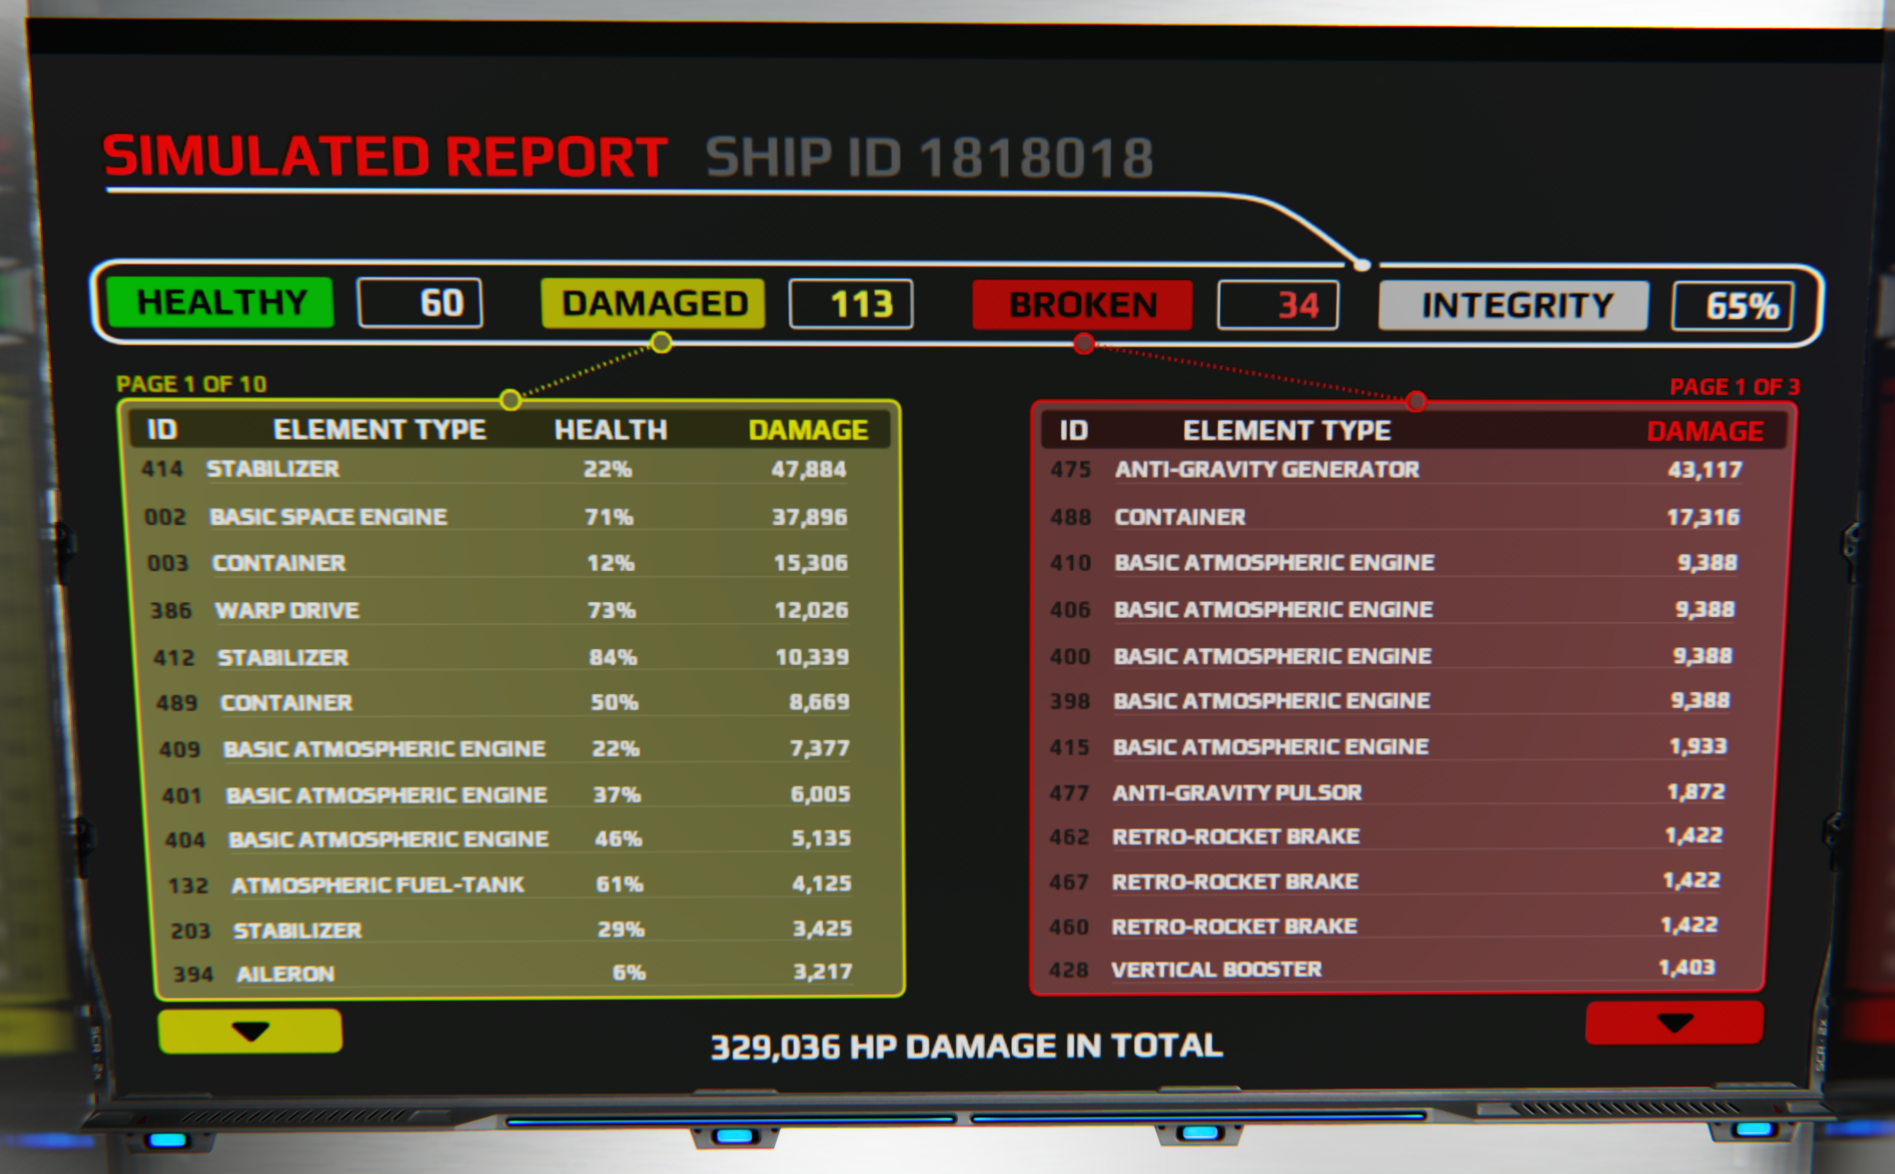 SIMULATED REPORT SHIP ID 1818018
HEALTHY 60 DAMAGED 113 BROKEN 34 INTEGRITY 65%
PAGE 1 OF 10
ID ELEMENT TYPE HEALTH DAMAGE
414 STABILIZER 22% 47,884
002 BASIC SPACE ENGINE 71% 37,896
003 CONTAINER 12% 15,306
386 WARP DRIVE 73% 12,026
412 STABILIZER 84% 10,339
489 CONTAINER 50% 8,669
409 BASIC ATMOSPHERIC ENGINE 22% 7,377
401 BASIC ATMOSPHERIC ENGINE 37% 6,005
404 BASIC ATMOSPHERIC ENGINE 46% 5,135
132 ATMOSPHERIC FUEL-TANK 61% 4,125
203 STABILIZER 29% 3,425
394 AILERON 6% 3,217
PAGE 1 OF 3
ID ELEMENT TYPE DAMAGE
475 ANTI-GRAVITY GENERATOR 43,117
488 CONTAINER 17,316
410 BASIC ATMOSPHERIC ENGINE 9,388
406 BASIC ATMOSPHERIC ENGINE 9,388
400 BASIC ATMOSPHERIC ENGINE 9,388
398 BASIC ATMOSPHERIC ENGINE 9,388
415 BASIC ATMOSPHERIC ENGINE 1,933
477 ANTI-GRAVITY PULSOR 1,872
462 RETRO-ROCKET BRAKE 1,422
467 RETRO-ROCKET BRAKE 1,422
460 RETRO-ROCKET BRAKE 1,422
428 VERTICAL BOOSTER 1,403
329,036 HP DAMAGE IN TOTAL